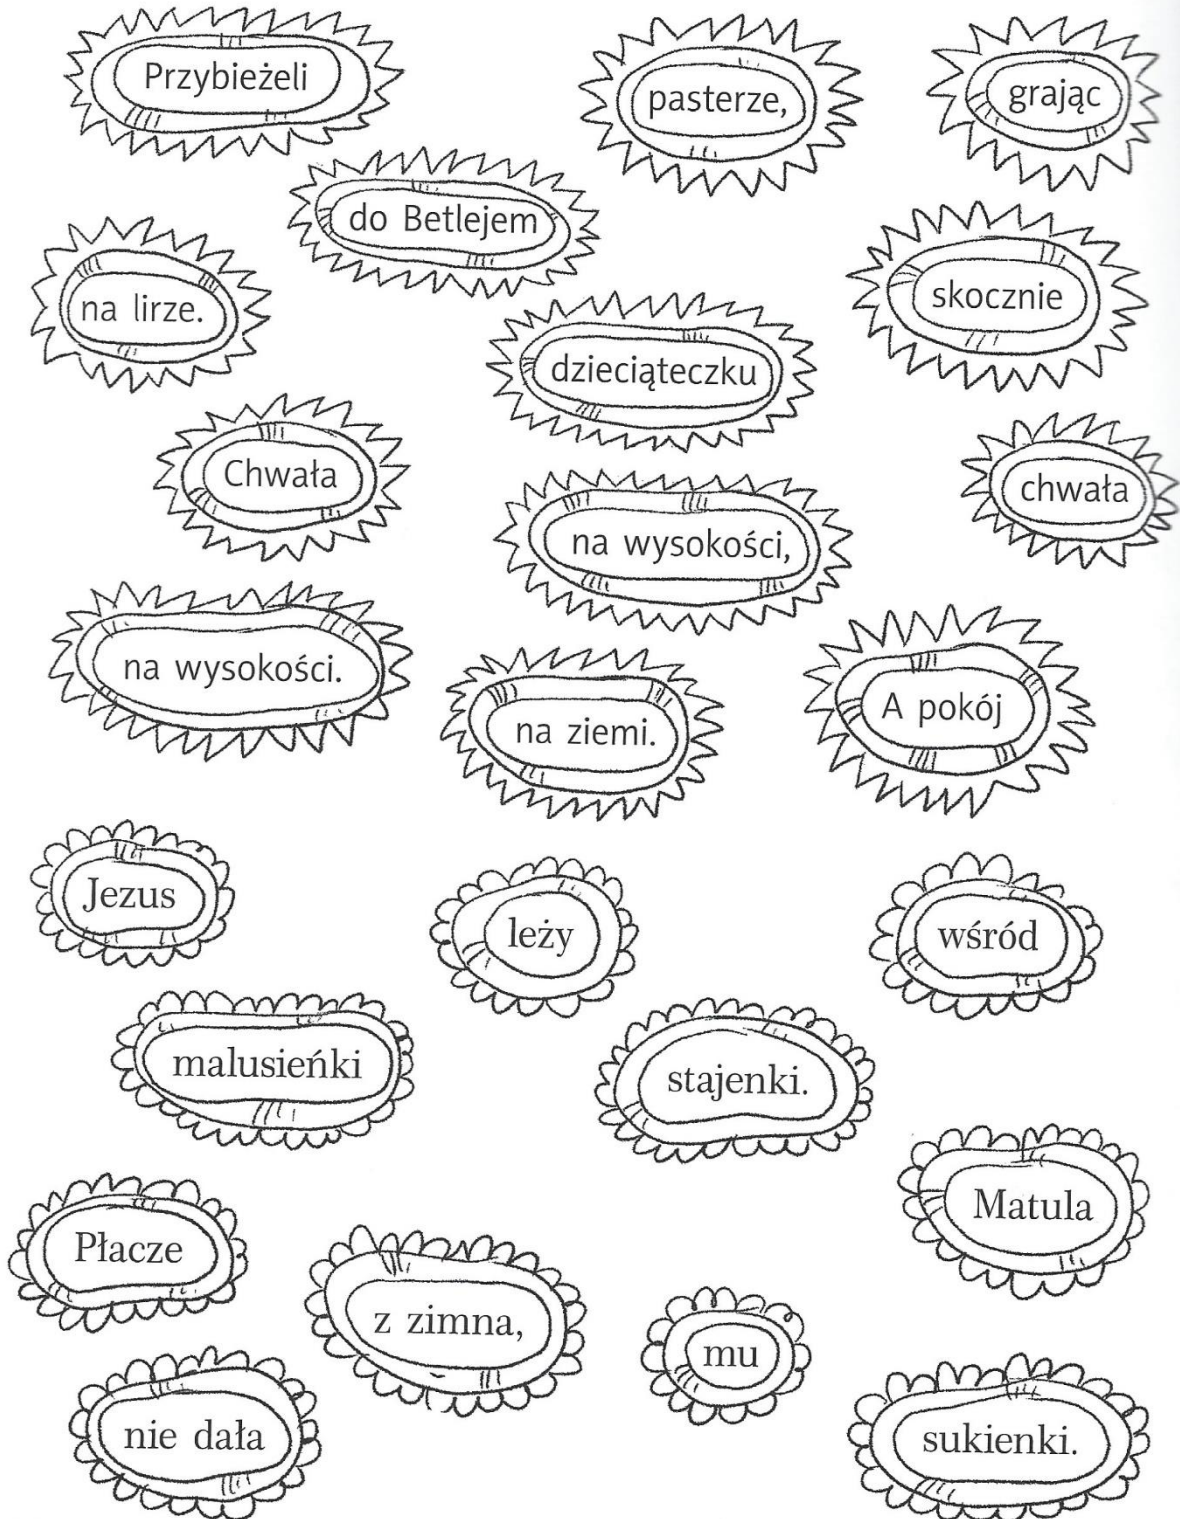 Przybieżeli
pasterze,
grając
do Betlejem
na lirze.
skocznie
dzieciąteczku
Chwała
chwała
na wysokości,
na wysokości.
na ziemi.
A pokój
Jezus
leży
wśród
malusieńki
stajenki.
Matula
Płacze
z zimna,
mu
nie dała
sukienki.